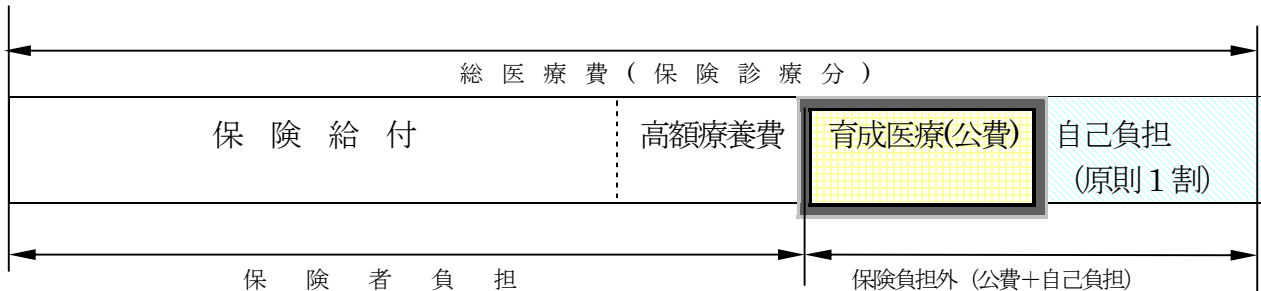 総医療費(保険診療分)
保険給付
高額療養費
育成医療(公費)
自己負担
(原則1割)
保険者負担
保険負担外(公費+自己負担)